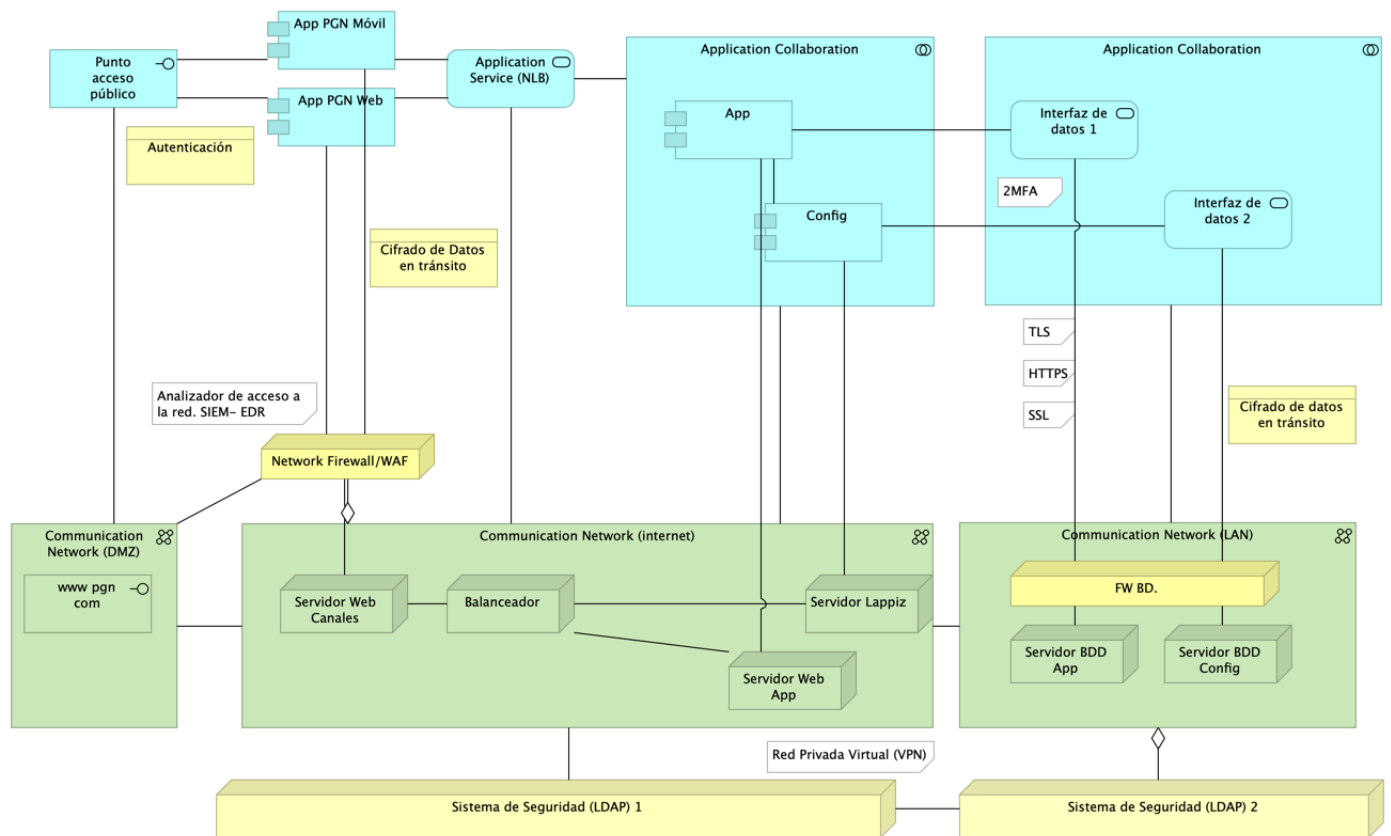 App PGN Móvil
Punto
acceso
público
Application
Service (NLB)
Application Collaboration
Application Collaboration
App PGN Web
App
Interfaz de
datos 1
Autenticación
2MFA
Config
Interfaz de
datos 2
Cifrado de Datos
en tránsito
TLS
HTTPS
SSL
Analizador de acceso a
la red. SIEM- EDR
Cifrado de datos
en tránsito
Network Firewall/WAF
Communication
Network (DMZ)
Communication Network (internet)
Communication Network (LAN)
www pgn
com
Servidor Web
Canales
Balanceador
Servidor Lappiz
FW BD.
Servidor BDD
App
Servidor BDD
Config
Servidor Web
App
Red Privada Virtual (VPN)
Sistema de Seguridad (LDAP) 1
Sistema de Seguridad (LDAP) 2